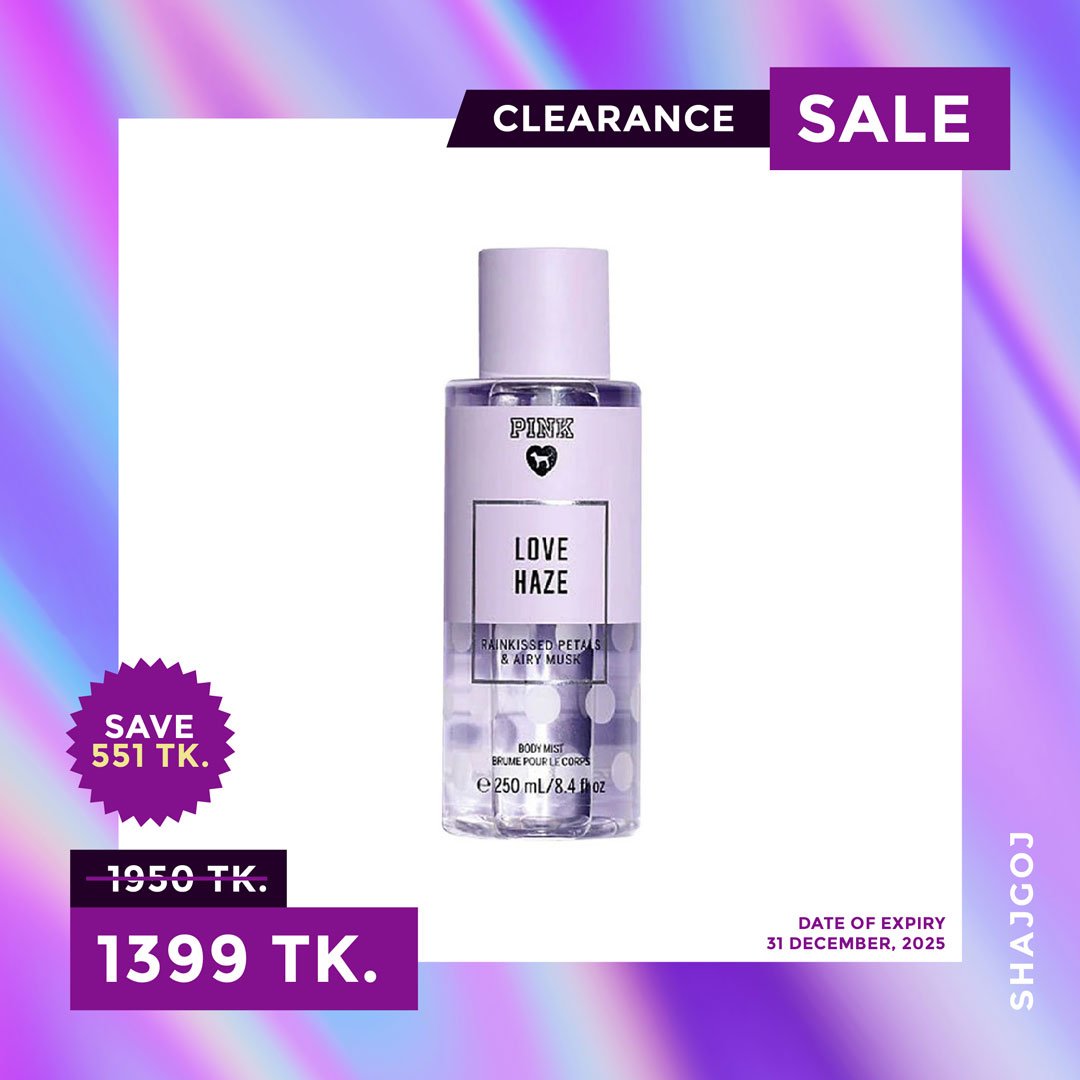 CLEARANCE SALE
PINK
LOVE
HAZE
RAINKISSED PETALS
& AIRY MUSK
BODY MIST
BRUME POUR LE CORPS
℮ 250 mL/8.4 fl oz
SAVE
551 TK.
1950 TK.
1399 TK.
DATE OF EXPIRY
31 DECEMBER, 2025
SHAJGOJ